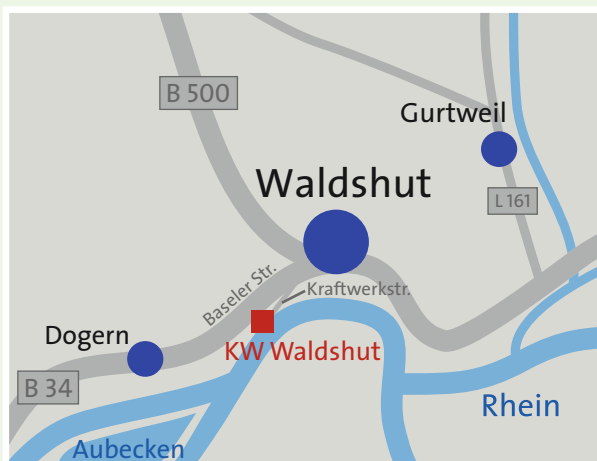 B 500
Gurtweil
Waldshut
L 161
Baseler Str.
Kraftwerkstr.
Dogern
KW Waldshut
B 34
Rhein
Aubecken